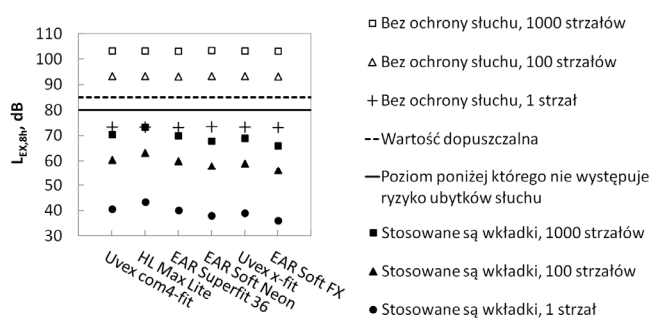 110
100
90
80
70
60
50
40
30
L_EX,8h, dB
Uvex com4-fit
HL Max Lite
EAR Superfit 36
EAR Soft Neon
Uvex x-fit
EAR Soft FX
Bez ochrony słuchu, 1000 strzałów
Bez ochrony słuchu, 100 strzałów
Bez ochrony słuchu, 1 strzał
Wartość dopuszczalna
Poziom poniżej którego nie występuje
ryzyko ubytków słuchu
Stosowane są wkładki, 1000 strzałów
Stosowane są wkładki, 100 strzałów
Stosowane są wkładki, 1 strzał